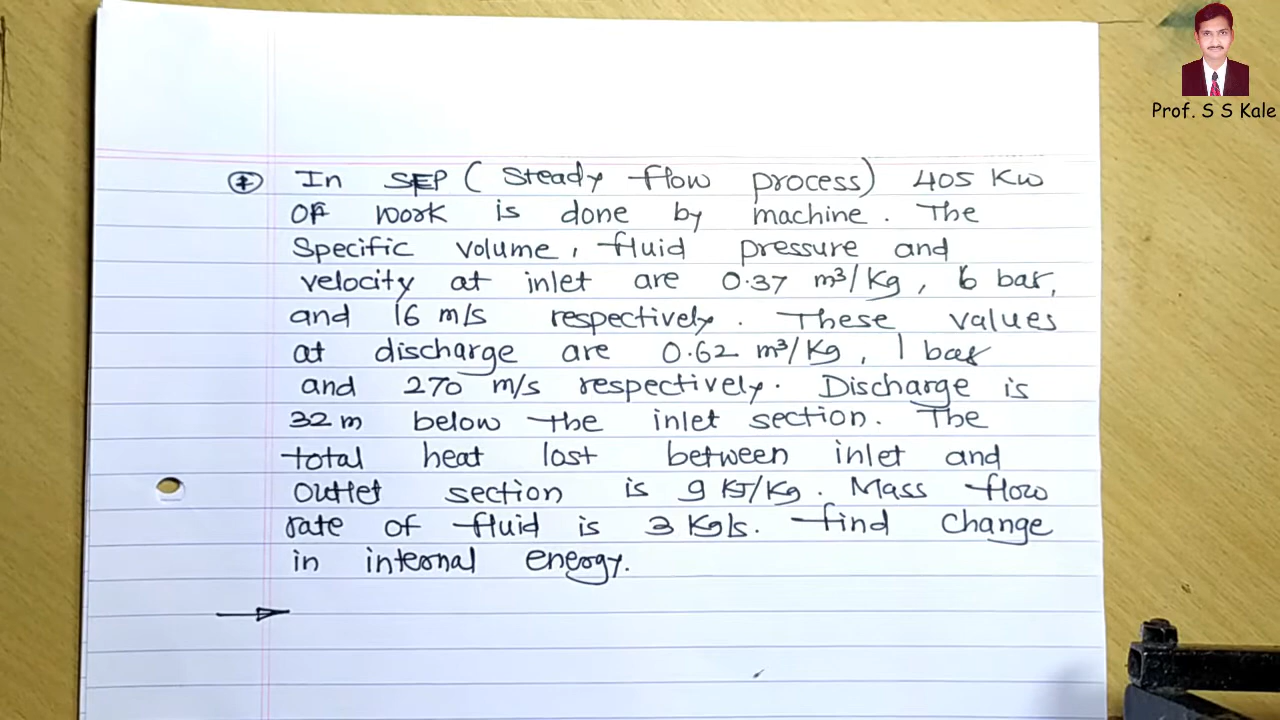 Prof. S S Kale
7 In SFP ( Steady flow process) 405 Kw
OF work is done by machine. The
Specific volume, fluid pressure and
velocity at inlet are 0.37 m³/Kg, 6 bar,
and 16 m/s respectively. These values
at discharge are 0.62 m³/Kg, 1 bar
and 270 m/s respectively. Discharge is
32 m below the inlet section. The
total heat lost between inlet and
outlet section is 9 KJ/Kg. Mass flow
rate of fluid is 3 Kg/s. find change
in internal energy.